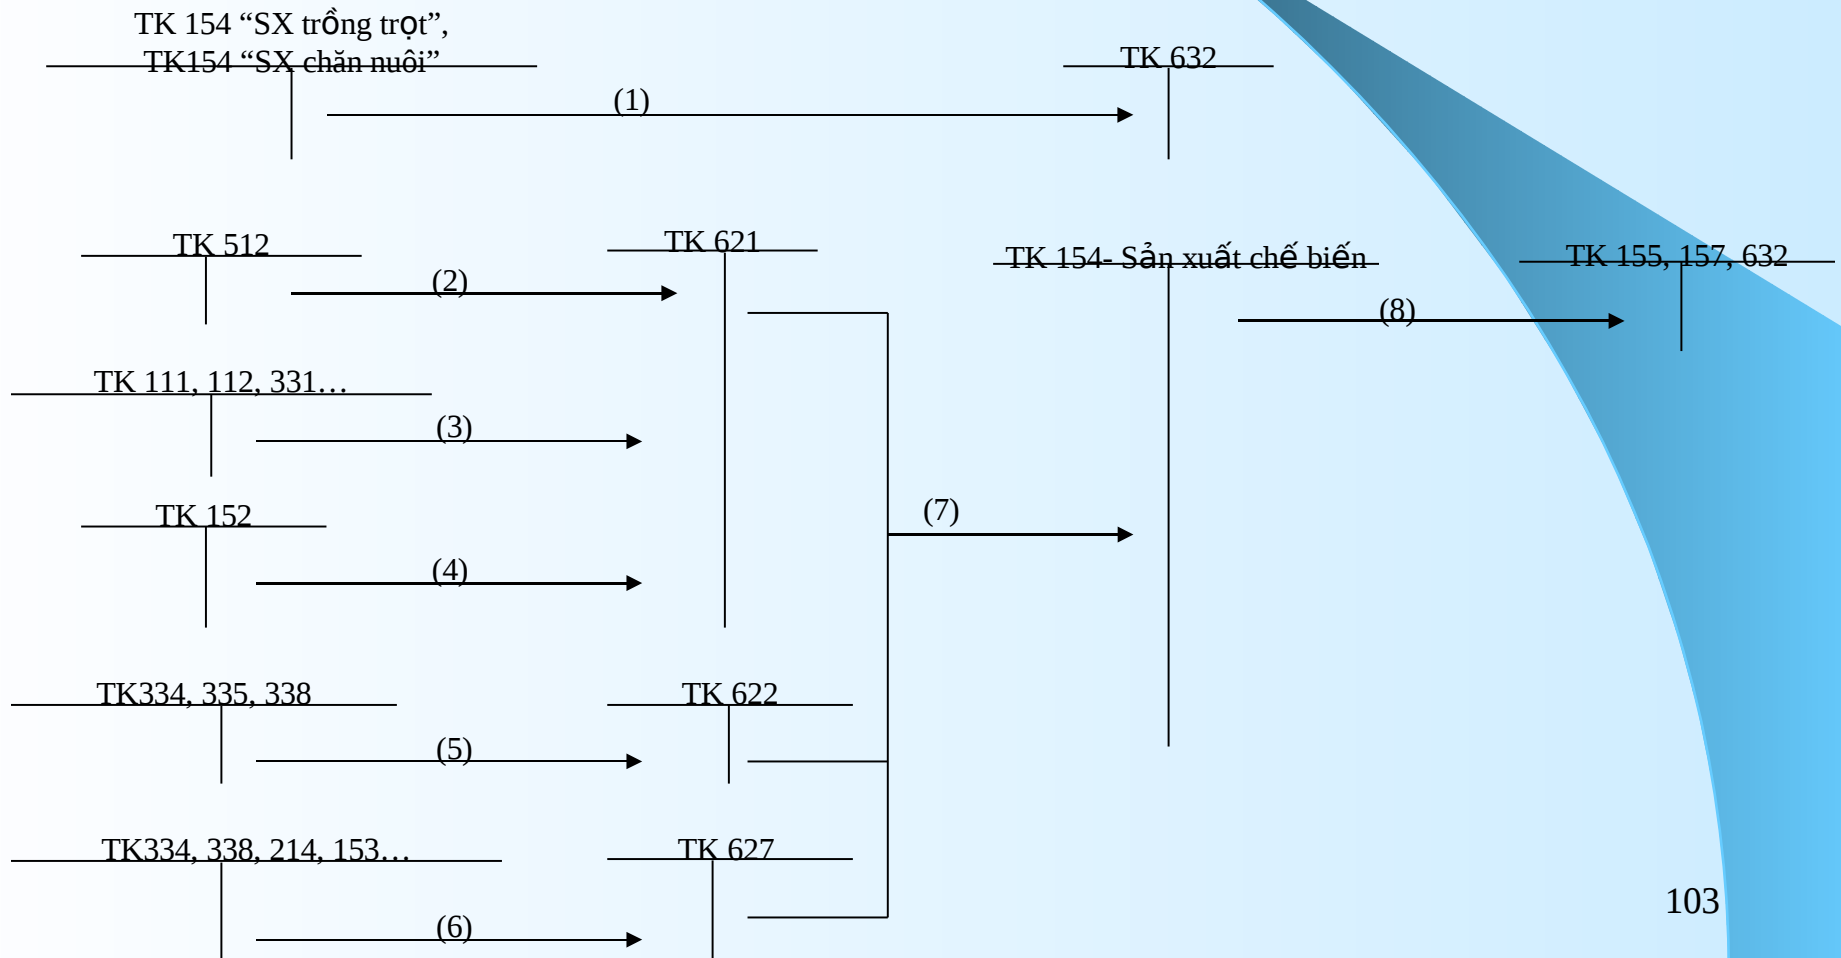 TK 154 “SX trồng trọt”,
TK154 “SX chăn nuôi”
TK 632
(1)
TK 512
TK 621
TK 154- Sản xuất chế biến
TK 155, 157, 632
(2)
(8)
TK 111, 112, 331…
(3)
TK 152
(7)
(4)
TK334, 335, 338
TK 622
(5)
TK334, 338, 214, 153…
TK 627
(6)
103